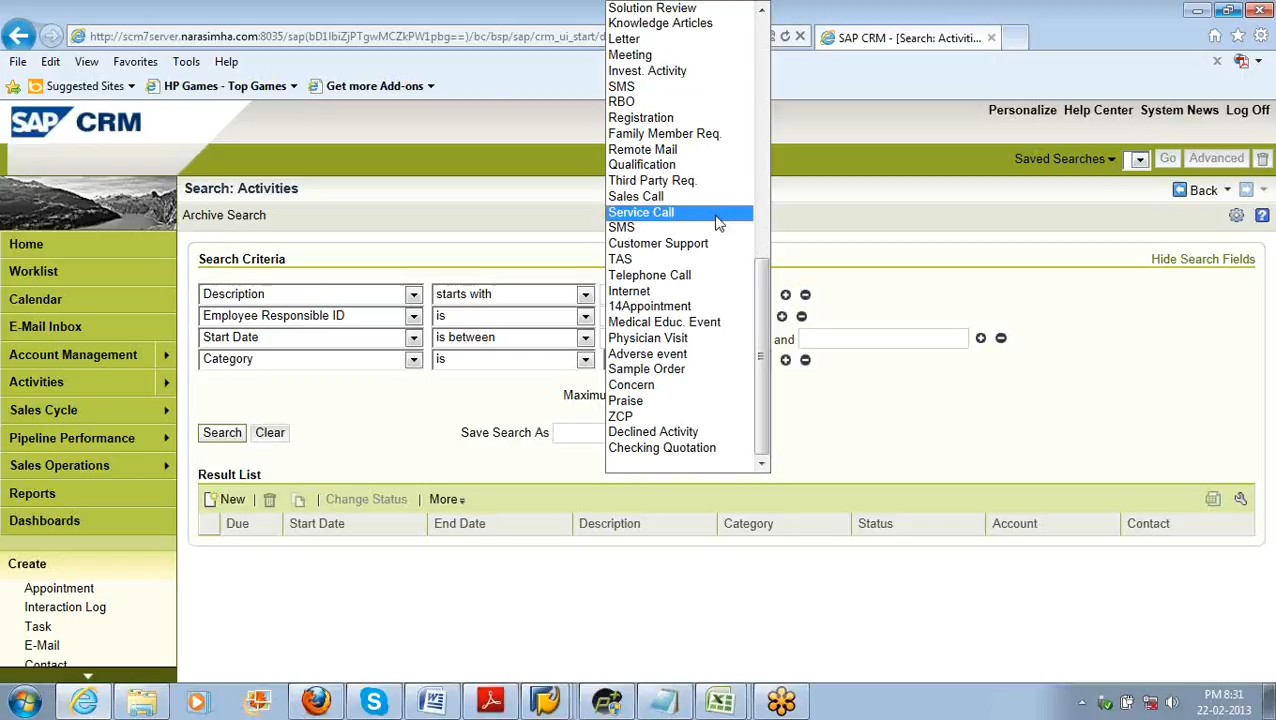 http://scm7server.narasimha.com:8035/sap(bD1lbiZjPTgwMCZkPW1pbg==)/bc/bsp/sap/crm_ui_start/d
SAP CRM - [Search: Activiti...
File Edit View Favorites Tools Help
Suggested Sites HP Games - Top Games Get more Add-ons
SAP CRM
Personalize Help Center System News Log Off
Saved Searches Go Advanced
Search: Activities
Back
Archive Search
Home
Worklist
Calendar
E-Mail Inbox
Account Management
Activities
Sales Cycle
Pipeline Performance
Sales Operations
Reports
Dashboards
Create
Appointment
Interaction Log
Task
E-Mail
Contact
Search Criteria
Hide Search Fields
Description starts with
Employee Responsible ID is
Start Date is between and
Category is
Maximu
Search Clear Save Search As
Solution Review
Knowledge Articles
Letter
Meeting
Invest. Activity
SMS
RBO
Registration
Family Member Req.
Remote Mail
Qualification
Third Party Req.
Sales Call
Service Call
SMS
Customer Support
TAS
Telephone Call
Internet
14Appointment
Medical Educ. Event
Physician Visit
Adverse event
Sample Order
Concern
Praise
ZCP
Declined Activity
Checking Quotation
Result List
New Change Status More
Due Start Date End Date Description Category Status Account Contact
PM 8:31
22-02-2013